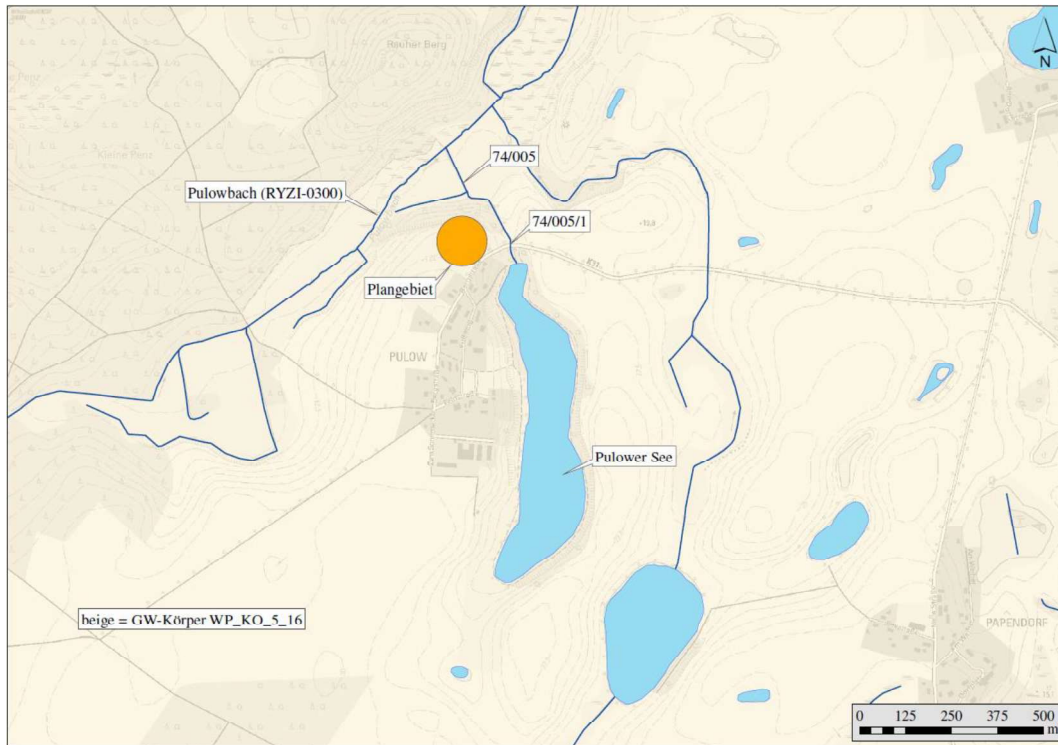 Rauher Berg
N
Kleine Penz
74/005
Pulowbach (RYZI-0300)
74/005/1
Plangebiet
K17
PULOW
Pulower See
beige = GW-Körper WP_KO_5_16
PAPENDORF
0 125 250 375 500
m